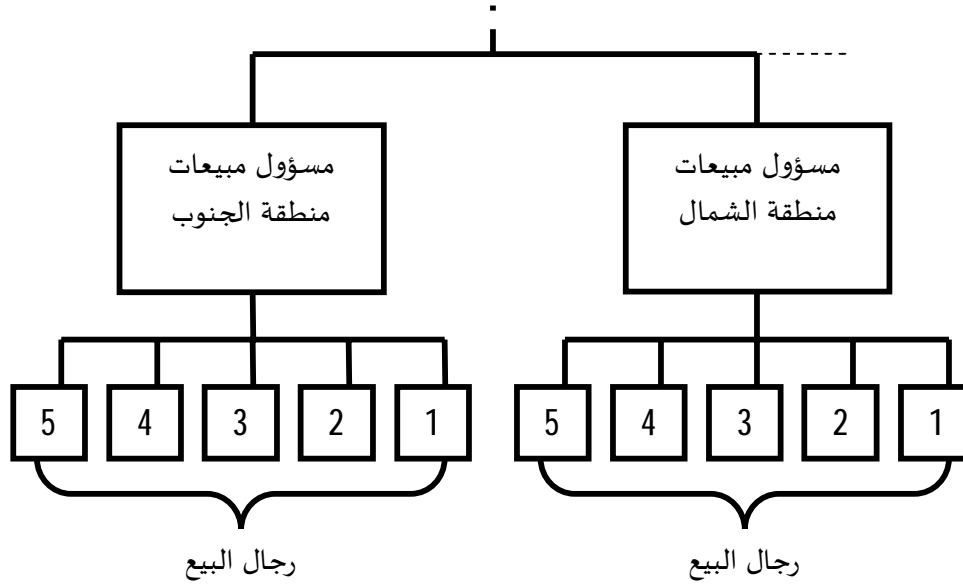 مسؤول مبيعات
منطقة الشمال
مسؤول مبيعات
منطقة الجنوب
1 2 3 4 5
1 2 3 4 5
رجال البيع
رجال البيع